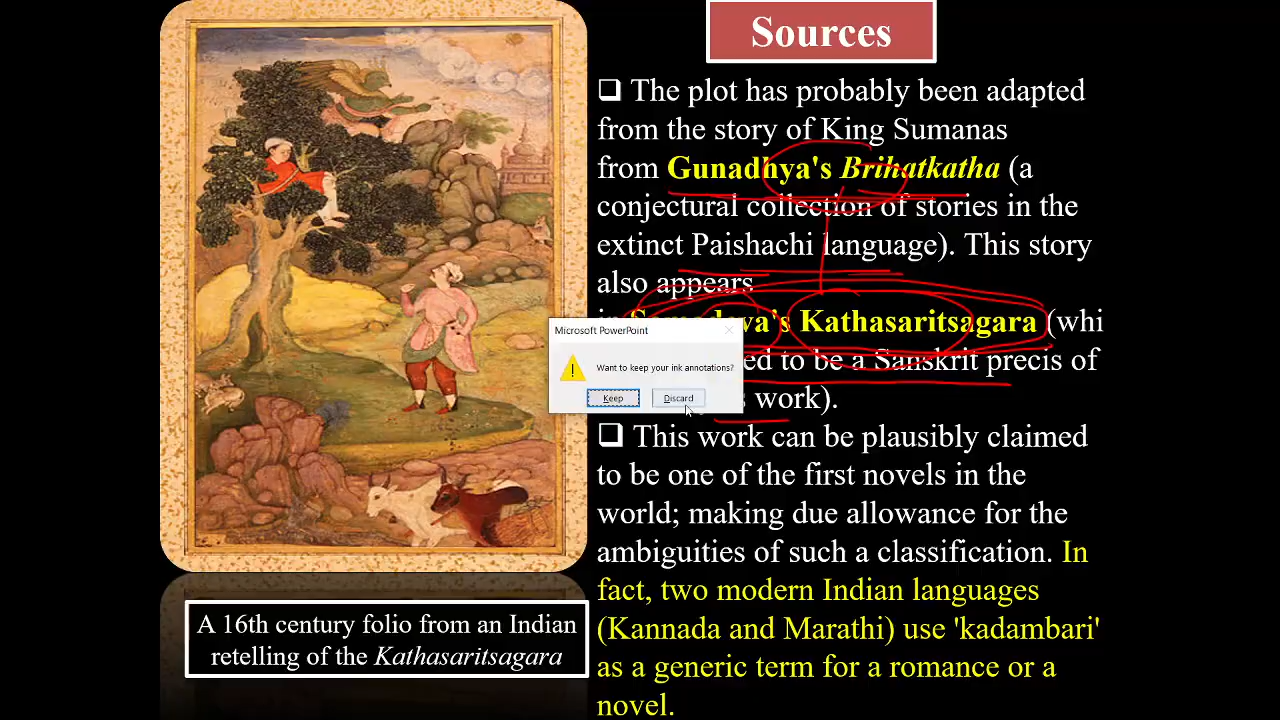 Sources
❑ The plot has probably been adapted
from the story of King Sumanas
from Gunadhya's Brihatkatha (a
conjectural collection of stories in the
extinct Paishachi language). This story
also appears
in Somadeva's Kathasaritsagara (whi
ed to be a Sanskrit precis of
work).
❑ This work can be plausibly claimed
to be one of the first novels in the
world; making due allowance for the
ambiguities of such a classification. In
fact, two modern Indian languages
(Kannada and Marathi) use 'kadambari'
as a generic term for a romance or a
novel.
A 16th century folio from an Indian
retelling of the Kathasaritsagara
Microsoft PowerPoint
Want to keep your ink annotations?
Keep Discard